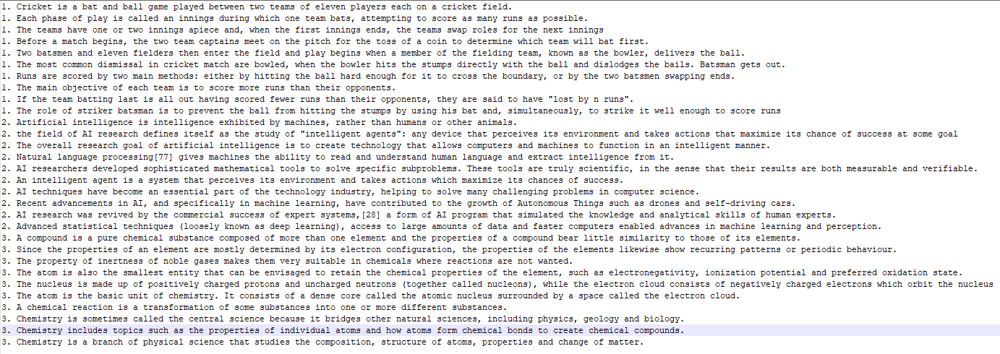 1. Cricket is a bat and ball game played between two teams of eleven players each on a cricket field.
1. Each phase of play is called an innings during which one team bats, attempting to score as many runs as possible.
1. The teams have one or two innings apiece and, when the first innings ends, the teams swap roles for the next innings
1. Before a match begins, the two team captains meet on the pitch for the toss of a coin to determine which team will bat first.
1. Two batsmen and eleven fielders then enter the field and play begins when a member of the fielding team, known as the bowler, delivers the ball.
1. The most common dismissal in cricket match are bowled, when the bowler hits the stumps directly with the ball and dislodges the bails. Batsman gets out.
1. Runs are scored by two main methods: either by hitting the ball hard enough for it to cross the boundary, or by the two batsmen swapping ends.
1. The main objective of each team is to score more runs than their opponents.
1. If the team batting last is all out having scored fewer runs than their opponents, they are said to have "lost by n runs".
1. The role of striker batsman is to prevent the ball from hitting the stumps by using his bat and, simultaneously, to strike it well enough to score runs
2. Artificial intelligence is intelligence exhibited by machines, rather than humans or other animals.
2. the field of AI research defines itself as the study of "intelligent agents": any device that perceives its environment and takes actions that maximize its chance of success at some goal
2. The overall research goal of artificial intelligence is to create technology that allows computers and machines to function in an intelligent manner.
2. Natural language processing[77] gives machines the ability to read and understand human language and extract intelligence from it.
2. AI researchers developed sophisticated mathematical tools to solve specific subproblems. These tools are truly scientific, in the sense that their results are both measurable and verifiable.
2. An intelligent agent is a system that perceives its environment and takes actions which maximize its chances of success.
2. AI techniques have become an essential part of the technology industry, helping to solve many challenging problems in computer science.
2. Recent advancements in AI, and specifically in machine learning, have contributed to the growth of Autonomous Things such as drones and self-driving cars.
2. AI research was revived by the commercial success of expert systems,[28] a form of AI program that simulated the knowledge and analytical skills of human experts.
2. Advanced statistical techniques (loosely known as deep learning), access to large amounts of data and faster computers enabled advances in machine learning and perception.
3. A compound is a pure chemical substance composed of more than one element and the properties of a compound bear little similarity to those of its elements.
3. Since the properties of an element are mostly determined by its electron configuration, the properties of the elements likewise show recurring patterns or periodic behaviour.
3. The property of inertness of noble gases makes them very suitable in chemicals where reactions are not wanted.
3. The atom is also the smallest entity that can be envisaged to retain the chemical properties of the element, such as electronegativity, ionization potential and preferred oxidation state.
3. The nucleus is made up of positively charged protons and uncharged neutrons (together called nucleons), while the electron cloud consists of negatively charged electrons which orbit the nucleus
3. The atom is the basic unit of chemistry. It consists of a dense core called the atomic nucleus surrounded by a space called the electron cloud.
3. A chemical reaction is a transformation of some substances into one or more different substances.
3. Chemistry is sometimes called the central science because it bridges other natural sciences, including physics, geology and biology.
3. Chemistry includes topics such as the properties of individual atoms and how atoms form chemical bonds to create chemical compounds.
3. Chemistry is a branch of physical science that studies the composition, structure of atoms, properties and change of matter.